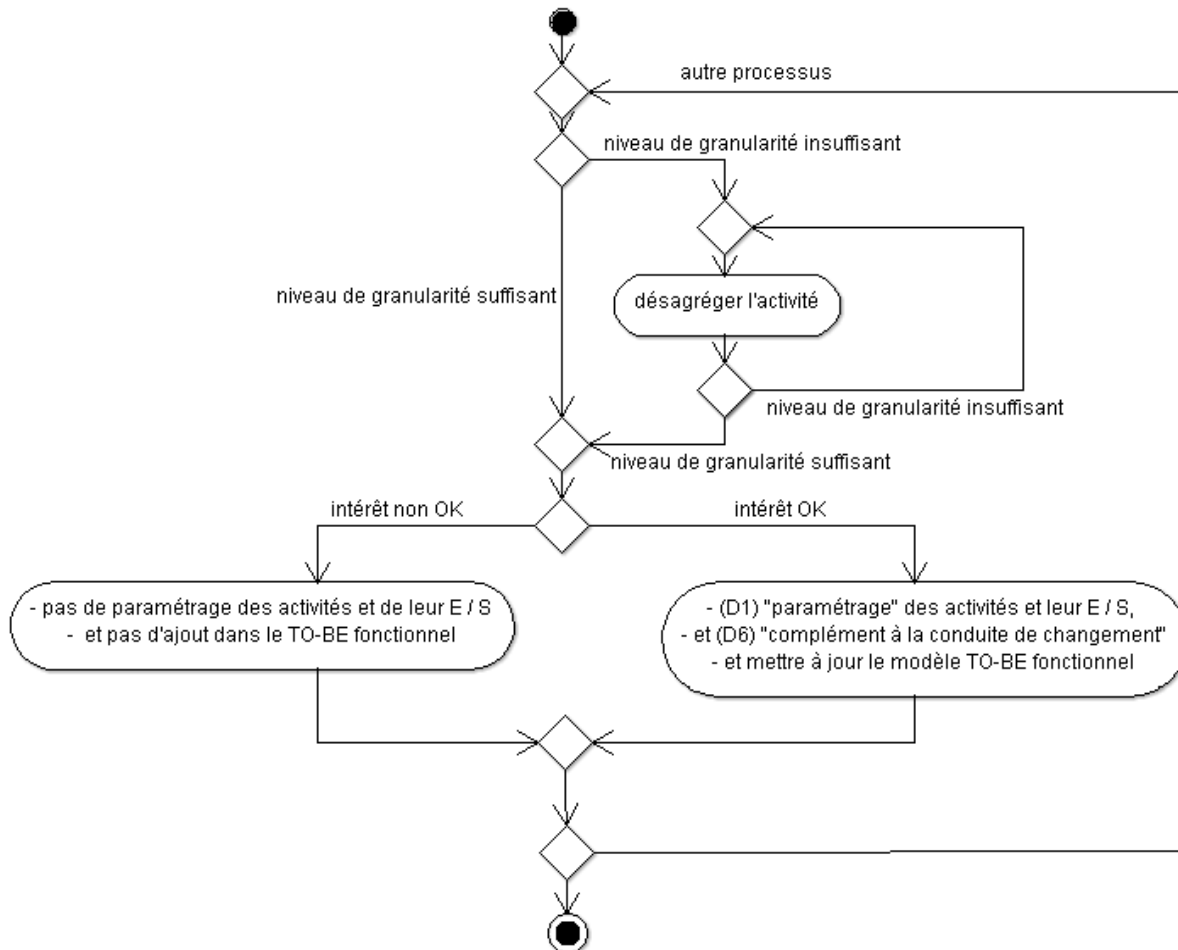 autre processus
niveau de granularité insuffisant
niveau de granularité suffisant
désagréger l'activité
niveau de granularité insuffisant
niveau de granularité suffisant
intérêt non OK
intérêt OK
- pas de paramétrage des activités et de leur E / S
- et pas d'ajout dans le TO-BE fonctionnel
- (D1) "paramétrage" des activités et leur E / S,
- et (D6) "complément à la conduite de changement"
- et mettre à jour le modèle TO-BE fonctionnel